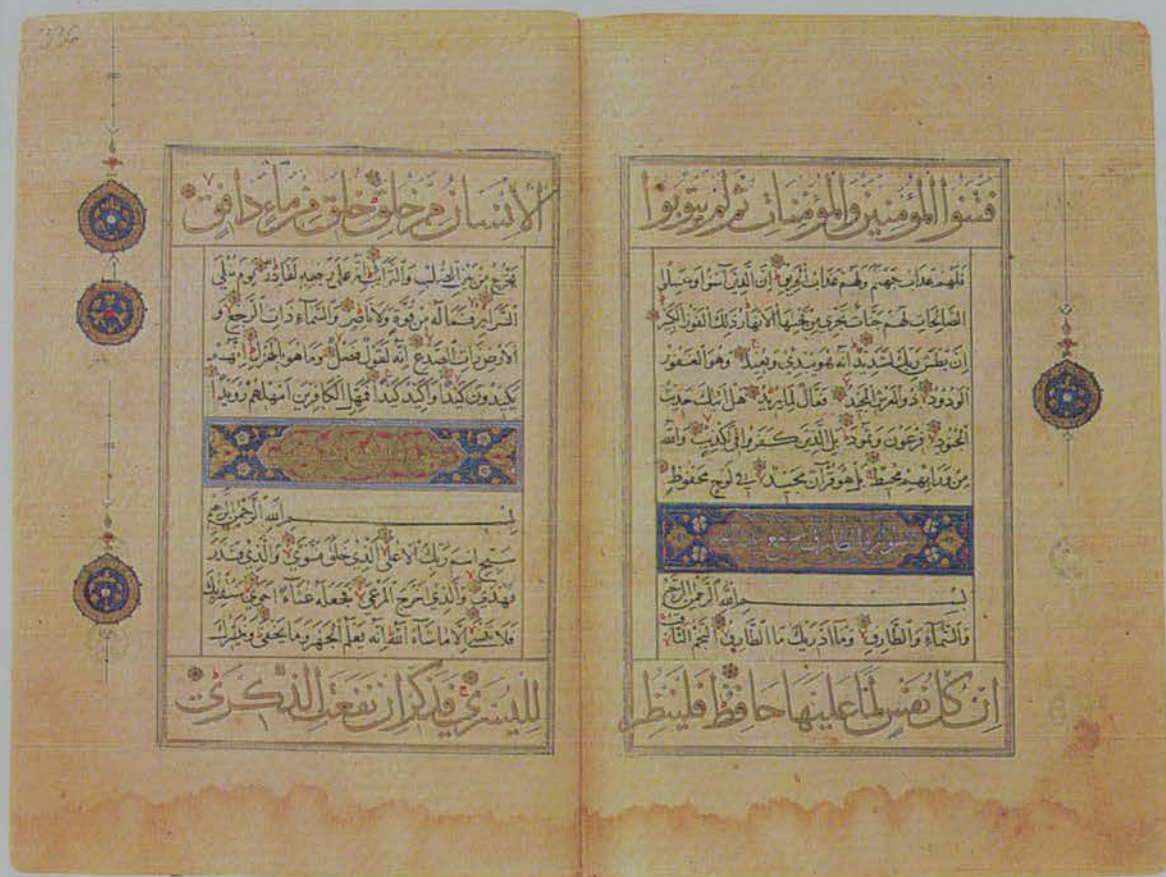 فتنوا المؤمنين والمؤمنات ثم لم يتوبوا
فلهم عذاب جهنم ولهم عذاب الحريق ان الذين آمنوا وعملوا
الصالحات لهم جنات تجري من تحتها الانهار ذلك الفوز الكبير
ان بطش ربك لشديد انه هو يبدئ ويعيد وهو الغفور
الودود ذو العرش المجيد فعال لما يريد هل اتيك حديث
الجنود فرعون وثمود بل الذين كفروا في تكذيب والله
من ورائهم محيط بل هو قرآن مجيد في لوح محفوظ
سورة الطارق سبع عشرة
بسم الله الرحمن الرحيم
والسماء والطارق وما ادريك ما الطارق النجم الثاقب
ان كل نفس لما عليها حافظ فلينظر
الانسان مم خلق خلق من ماء دافق
يخرج من بين الصلب والترائب انه على رجعه لقادر يوم تبلى
السرائر فما له من قوة ولا ناصر والسماء ذات الرجع و
الارض ذات الصدع انه لقول فصل وما هو بالهزل انهم
يكيدون كيدا واكيد كيدا فمهل الكافرين امهلهم رويدا
بسم الله الرحمن الرحيم
سبح اسم ربك الاعلى الذي خلق فسوى والذي قدر
فهدى والذي اخرج المرعى فجعله غثاء احوى سنقرئك
فلا تنسى الا ما شاء الله انه يعلم الجهر وما يخفى ونيسرك
لليسرى فذكر ان نفعت الذكرى